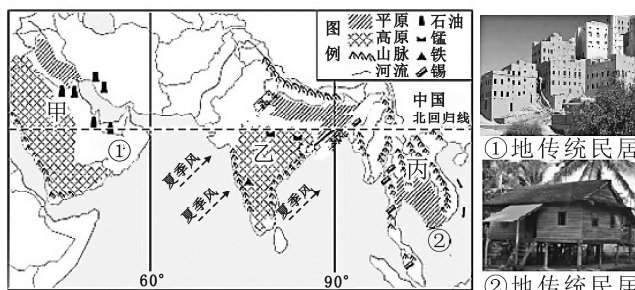 图例
平原
石油
高原
锰
山脉
铁
河流
锡
中国
北回归线
甲
乙
丙
①
②
夏季风
夏季风
夏季风
60°
90°
①地传统民居
②地传统民居